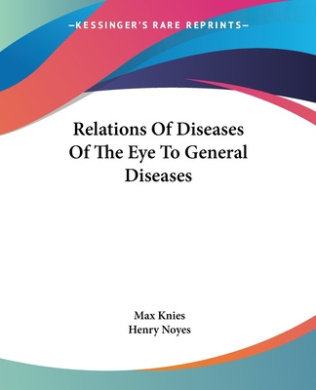 KESSINGER'S RARE REPRINTS
Relations Of Diseases
Of The Eye To General
Diseases
Max Knies
Henry Noyes